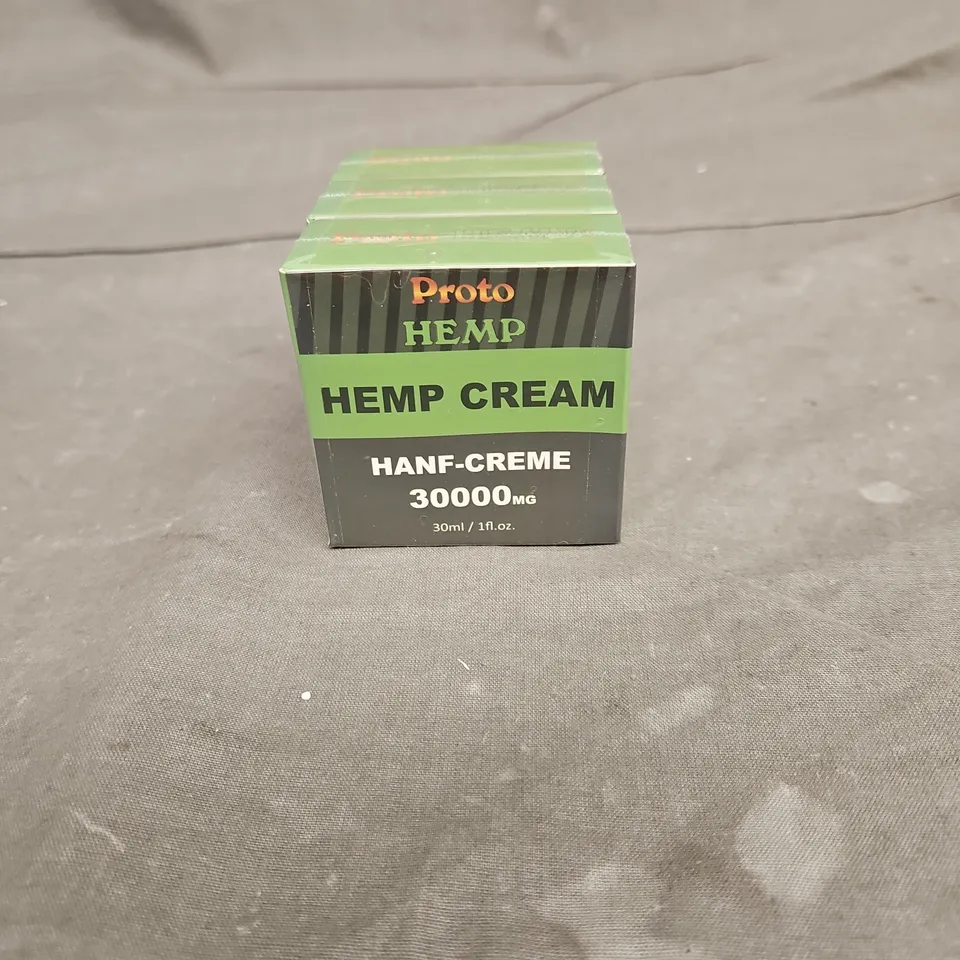 Proto
HEMP
HEMP CREAM
HANF-CREME
30000MG
30ml / 1fl.oz.